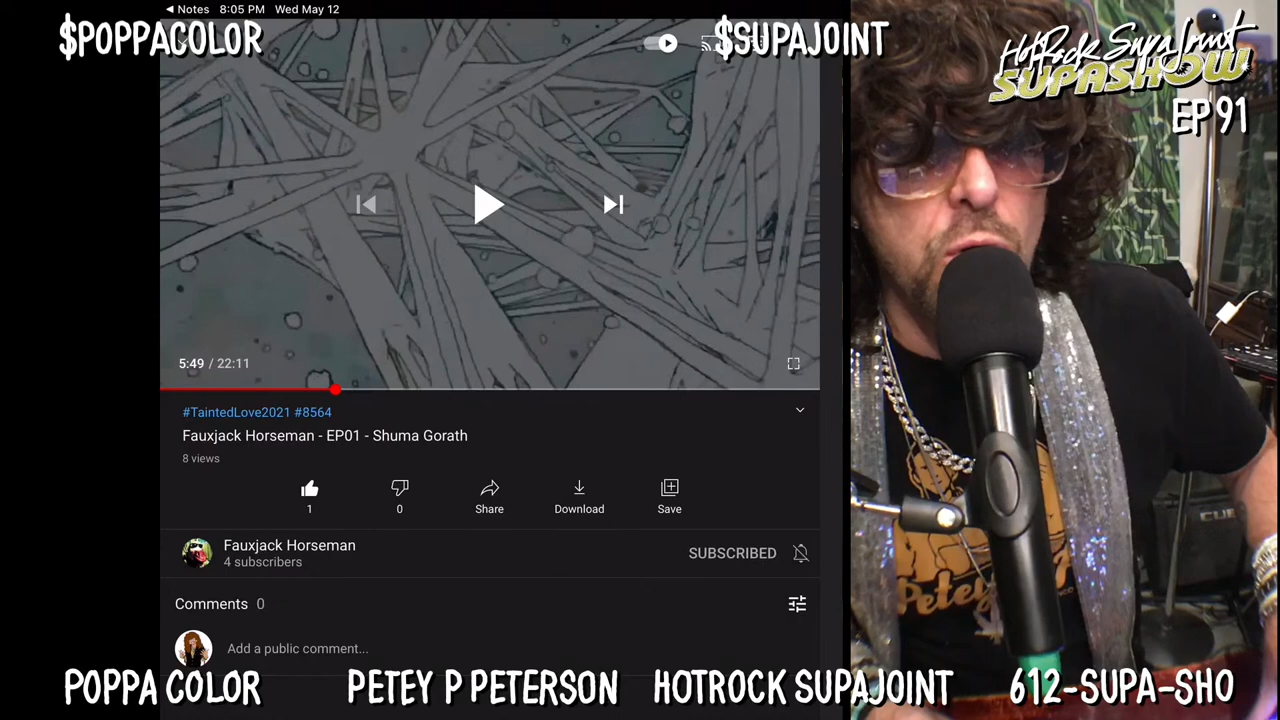 Notes 8:05 PM Wed May 12
$POPPACOLOR
$SUPAJOINT
HotRock SupaJoint
SUPASHOW
EP 91
5:49 / 22:11
#TaintedLove2021 #8564
Fauxjack Horseman - EP01 - Shuma Gorath
8 views
1
0
Share
Download
Save
Fauxjack Horseman
4 subscribers
SUBSCRIBED
Comments 0
Add a public comment...
Petey
CUBE
POPPA COLOR
PETEY P PETERSON
HOTROCK SUPAJOINT
612-SUPA-SHO